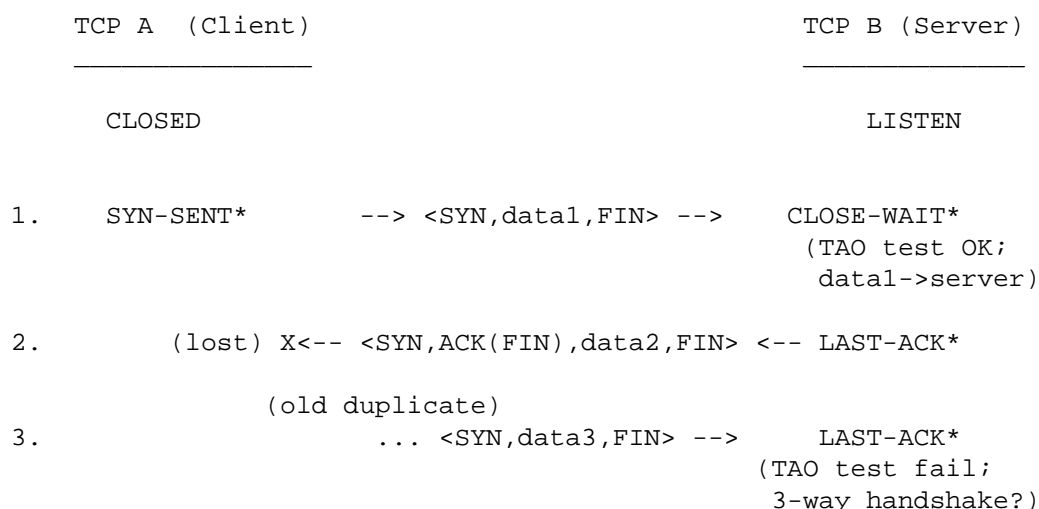 TCP A  (Client)                                TCP B (Server)
_______________                                ______________
CLOSED                                             LISTEN
1.     SYN-SENT*       --> <SYN,data1,FIN> -->    CLOSE-WAIT*
(TAO test OK;
data1->server)
2.         (lost) X<-- <SYN,ACK(FIN),data2,FIN> <-- LAST-ACK*
(old duplicate)
3.                      ... <SYN,data3,FIN> -->     LAST-ACK*
(TAO test fail;
3-way handshake?)